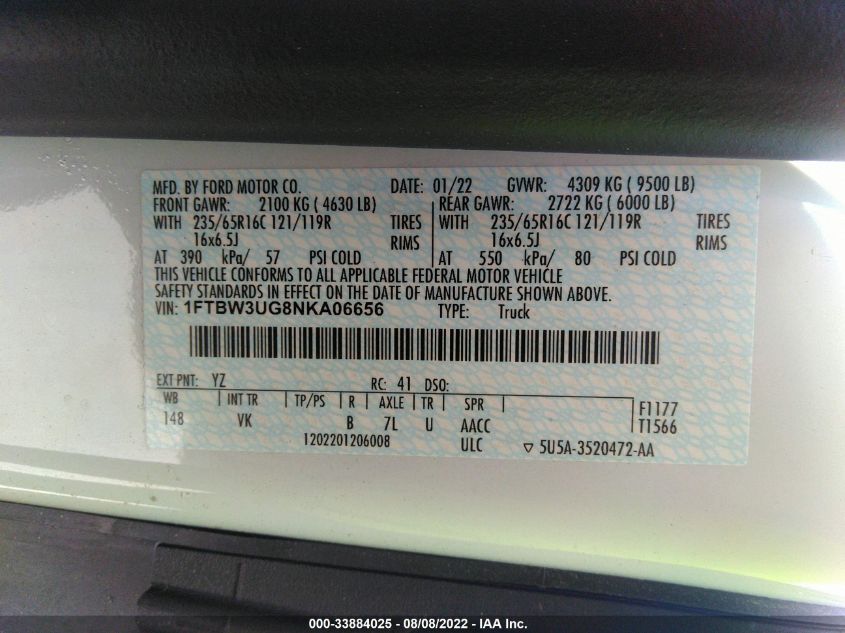 MFD. BY FORD MOTOR CO. DATE: 01/22 GVWR: 4309 KG ( 9500 LB)
FRONT GAWR: 2100 KG ( 4630 LB) REAR GAWR: 2722 KG ( 6000 LB)
WITH 235/65R16C 121/119R TIRES WITH 235/65R16C 121/119R TIRES
16x6.5J RIMS 16x6.5J RIMS
AT 390 kPa/ 57 PSI COLD AT 550 kPa/ 80 PSI COLD
THIS VEHICLE CONFORMS TO ALL APPLICABLE FEDERAL MOTOR VEHICLE
SAFETY STANDARDS IN EFFECT ON THE DATE OF MANUFACTURE SHOWN ABOVE.
VIN: 1FTBW3UG8NKA06656 TYPE: Truck
EXT PNT: YZ RC: 41 DSO:
WB INT TR TP/PS R AXLE TR SPR F1177
148 VK B 7L U AACC T1566
1202201206008 ULC ▽ 5U5A-3520472-AA
000-33884025 - 08/08/2022 - IAA Inc.